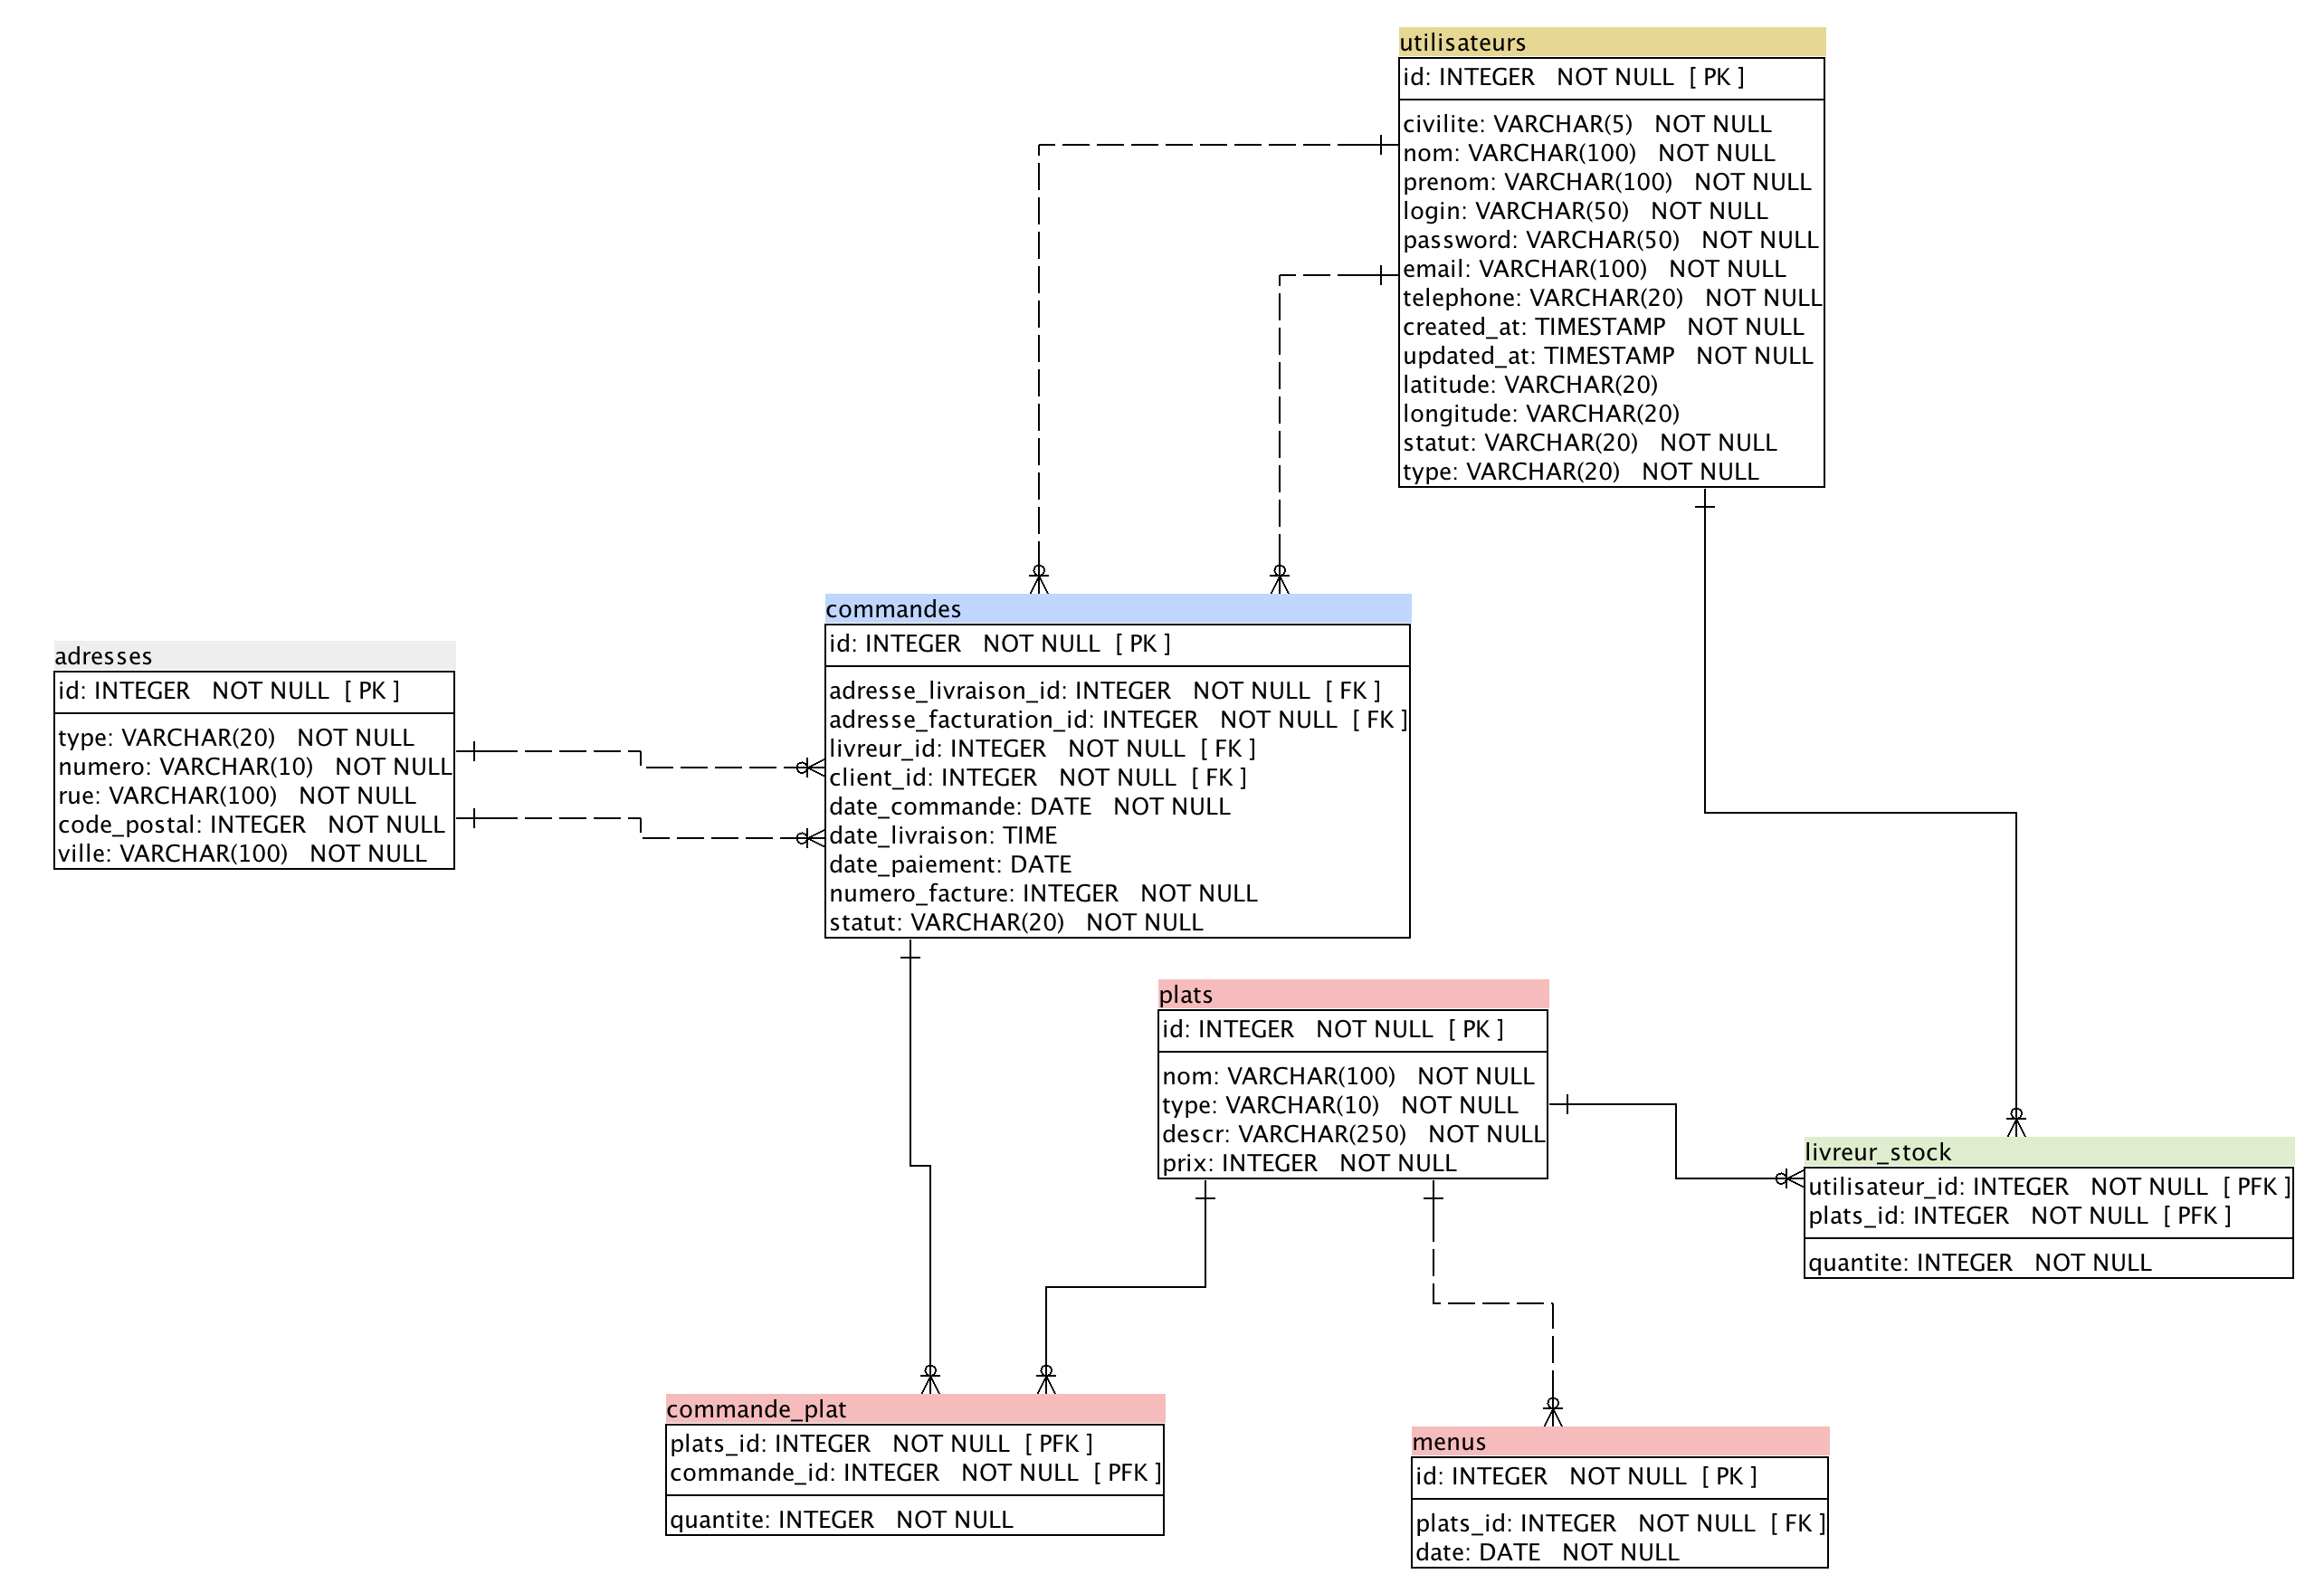 utilisateurs
id: INTEGER NOT NULL [ PK ]
civilite: VARCHAR(5) NOT NULL
nom: VARCHAR(100) NOT NULL
prenom: VARCHAR(100) NOT NULL
login: VARCHAR(50) NOT NULL
password: VARCHAR(50) NOT NULL
email: VARCHAR(100) NOT NULL
telephone: VARCHAR(20) NOT NULL
created_at: TIMESTAMP NOT NULL
updated_at: TIMESTAMP NOT NULL
latitude: VARCHAR(20)
longitude: VARCHAR(20)
statut: VARCHAR(20) NOT NULL
type: VARCHAR(20) NOT NULL
commandes
id: INTEGER NOT NULL [ PK ]
adresse_livraison_id: INTEGER NOT NULL [ FK ]
adresse_facturation_id: INTEGER NOT NULL [ FK ]
livreur_id: INTEGER NOT NULL [ FK ]
client_id: INTEGER NOT NULL [ FK ]
date_commande: DATE NOT NULL
date_livraison: TIME
date_paiement: DATE
numero_facture: INTEGER NOT NULL
statut: VARCHAR(20) NOT NULL
adresses
id: INTEGER NOT NULL [ PK ]
type: VARCHAR(20) NOT NULL
numero: VARCHAR(10) NOT NULL
rue: VARCHAR(100) NOT NULL
code_postal: INTEGER NOT NULL
ville: VARCHAR(100) NOT NULL
plats
id: INTEGER NOT NULL [ PK ]
nom: VARCHAR(100) NOT NULL
type: VARCHAR(10) NOT NULL
descr: VARCHAR(250) NOT NULL
prix: INTEGER NOT NULL
livreur_stock
utilisateur_id: INTEGER NOT NULL [ PFK ]
plats_id: INTEGER NOT NULL [ PFK ]
quantite: INTEGER NOT NULL
commande_plat
plats_id: INTEGER NOT NULL [ PFK ]
commande_id: INTEGER NOT NULL [ PFK ]
quantite: INTEGER NOT NULL
menus
id: INTEGER NOT NULL [ PK ]
plats_id: INTEGER NOT NULL [ FK ]
date: DATE NOT NULL